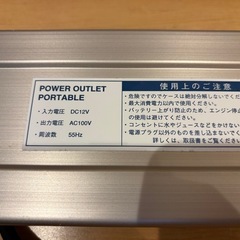 POWER OUTLET
PORTABLE
・入力電圧 DC12V
・出力電圧 AC100V
・周波数 55Hz
使用上のご注意
・危険ですのでケースは絶対分解しないでください
・最大消費電力以内で使用ください。
・バッテリー上がり防止のため、エンジン停止
の使用は避けてください。
・コンセントに水やジュースなどをかけない
・電源プラグ以外のものを差し込まないでく
詳しくは、取説書をご覧ください